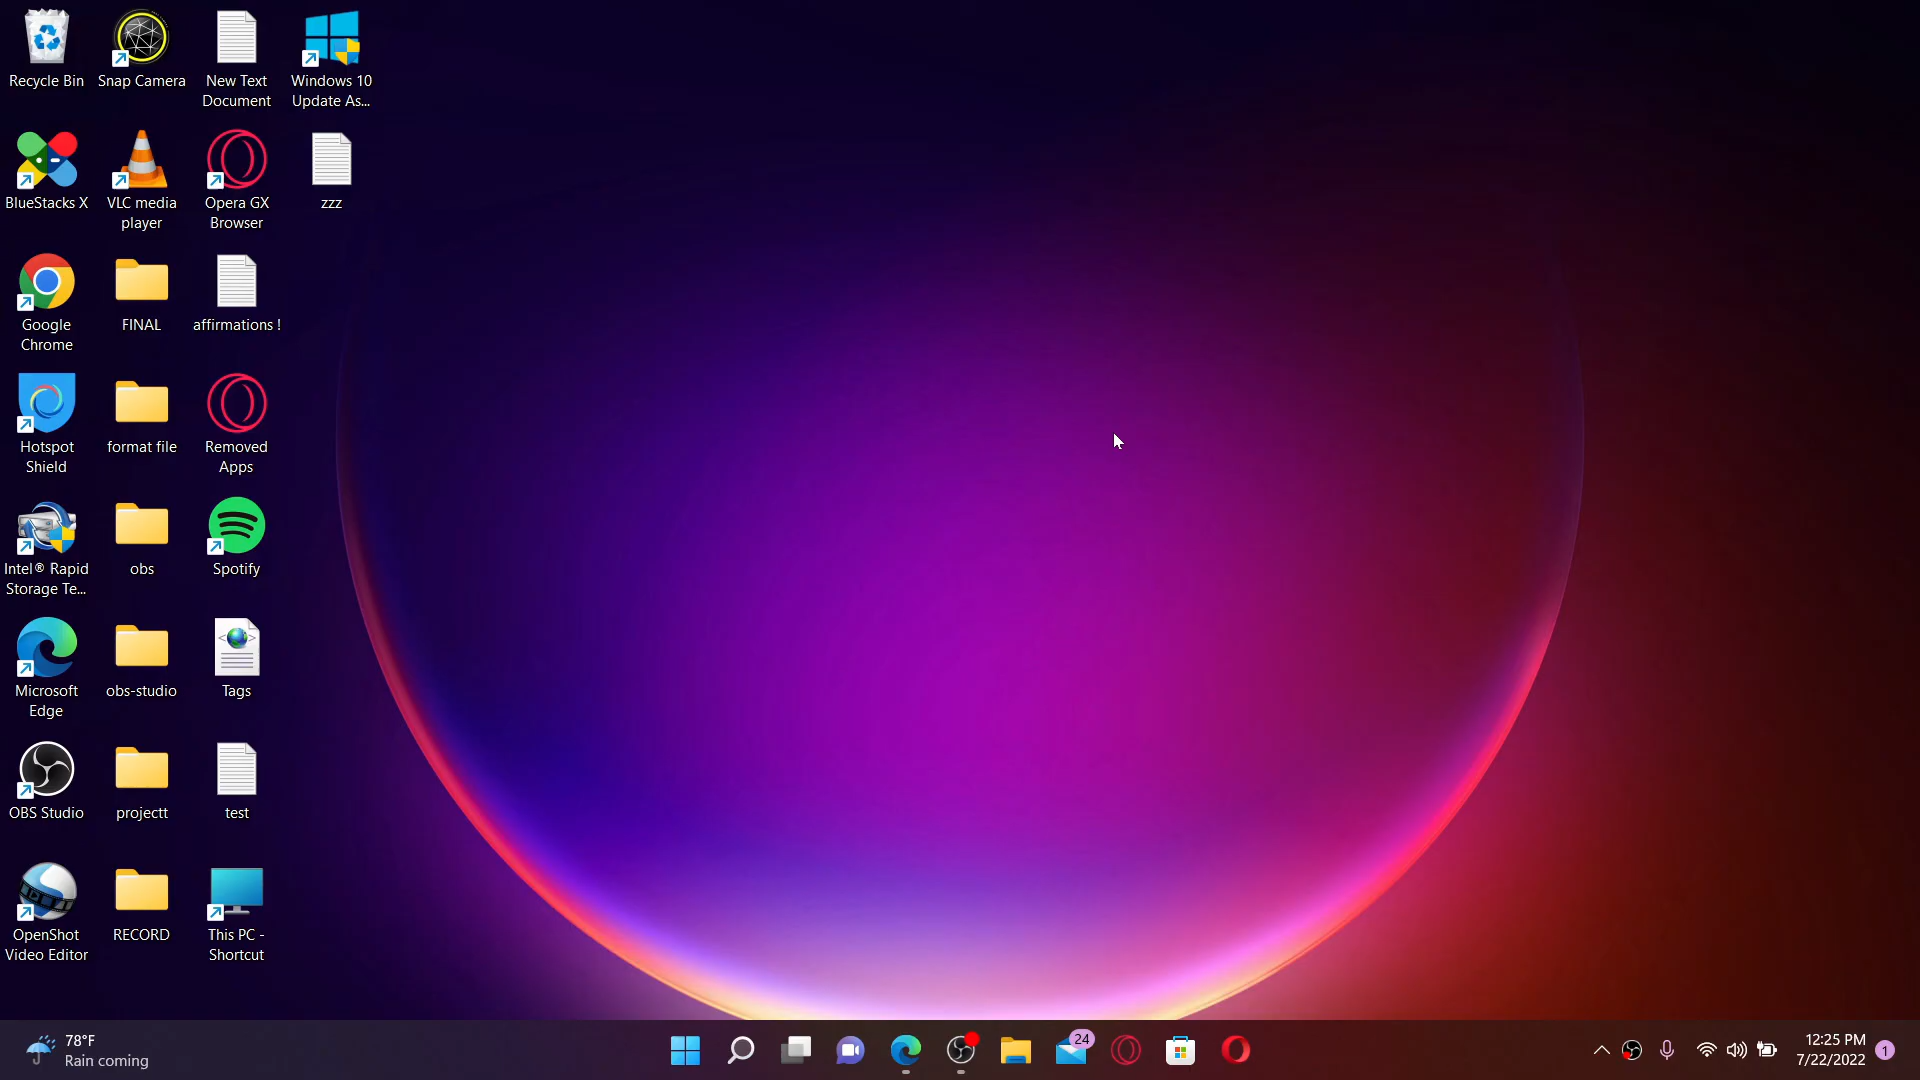 Recycle Bin
Snap Camera
New Text
Document
Windows 10
Update As...
BlueStacks X
VLC media
player
Opera GX
Browser
zzz
Google
Chrome
FINAL
affirmations !
Hotspot
Shield
format file
Removed
Apps
Intel® Rapid
Storage Te...
obs
Spotify
Microsoft
Edge
obs-studio
Tags
OBS Studio
projectt
test
OpenShot
Video Editor
RECORD
This PC -
Shortcut
78°F
Rain coming
24
12:25 PM
7/22/2022
1